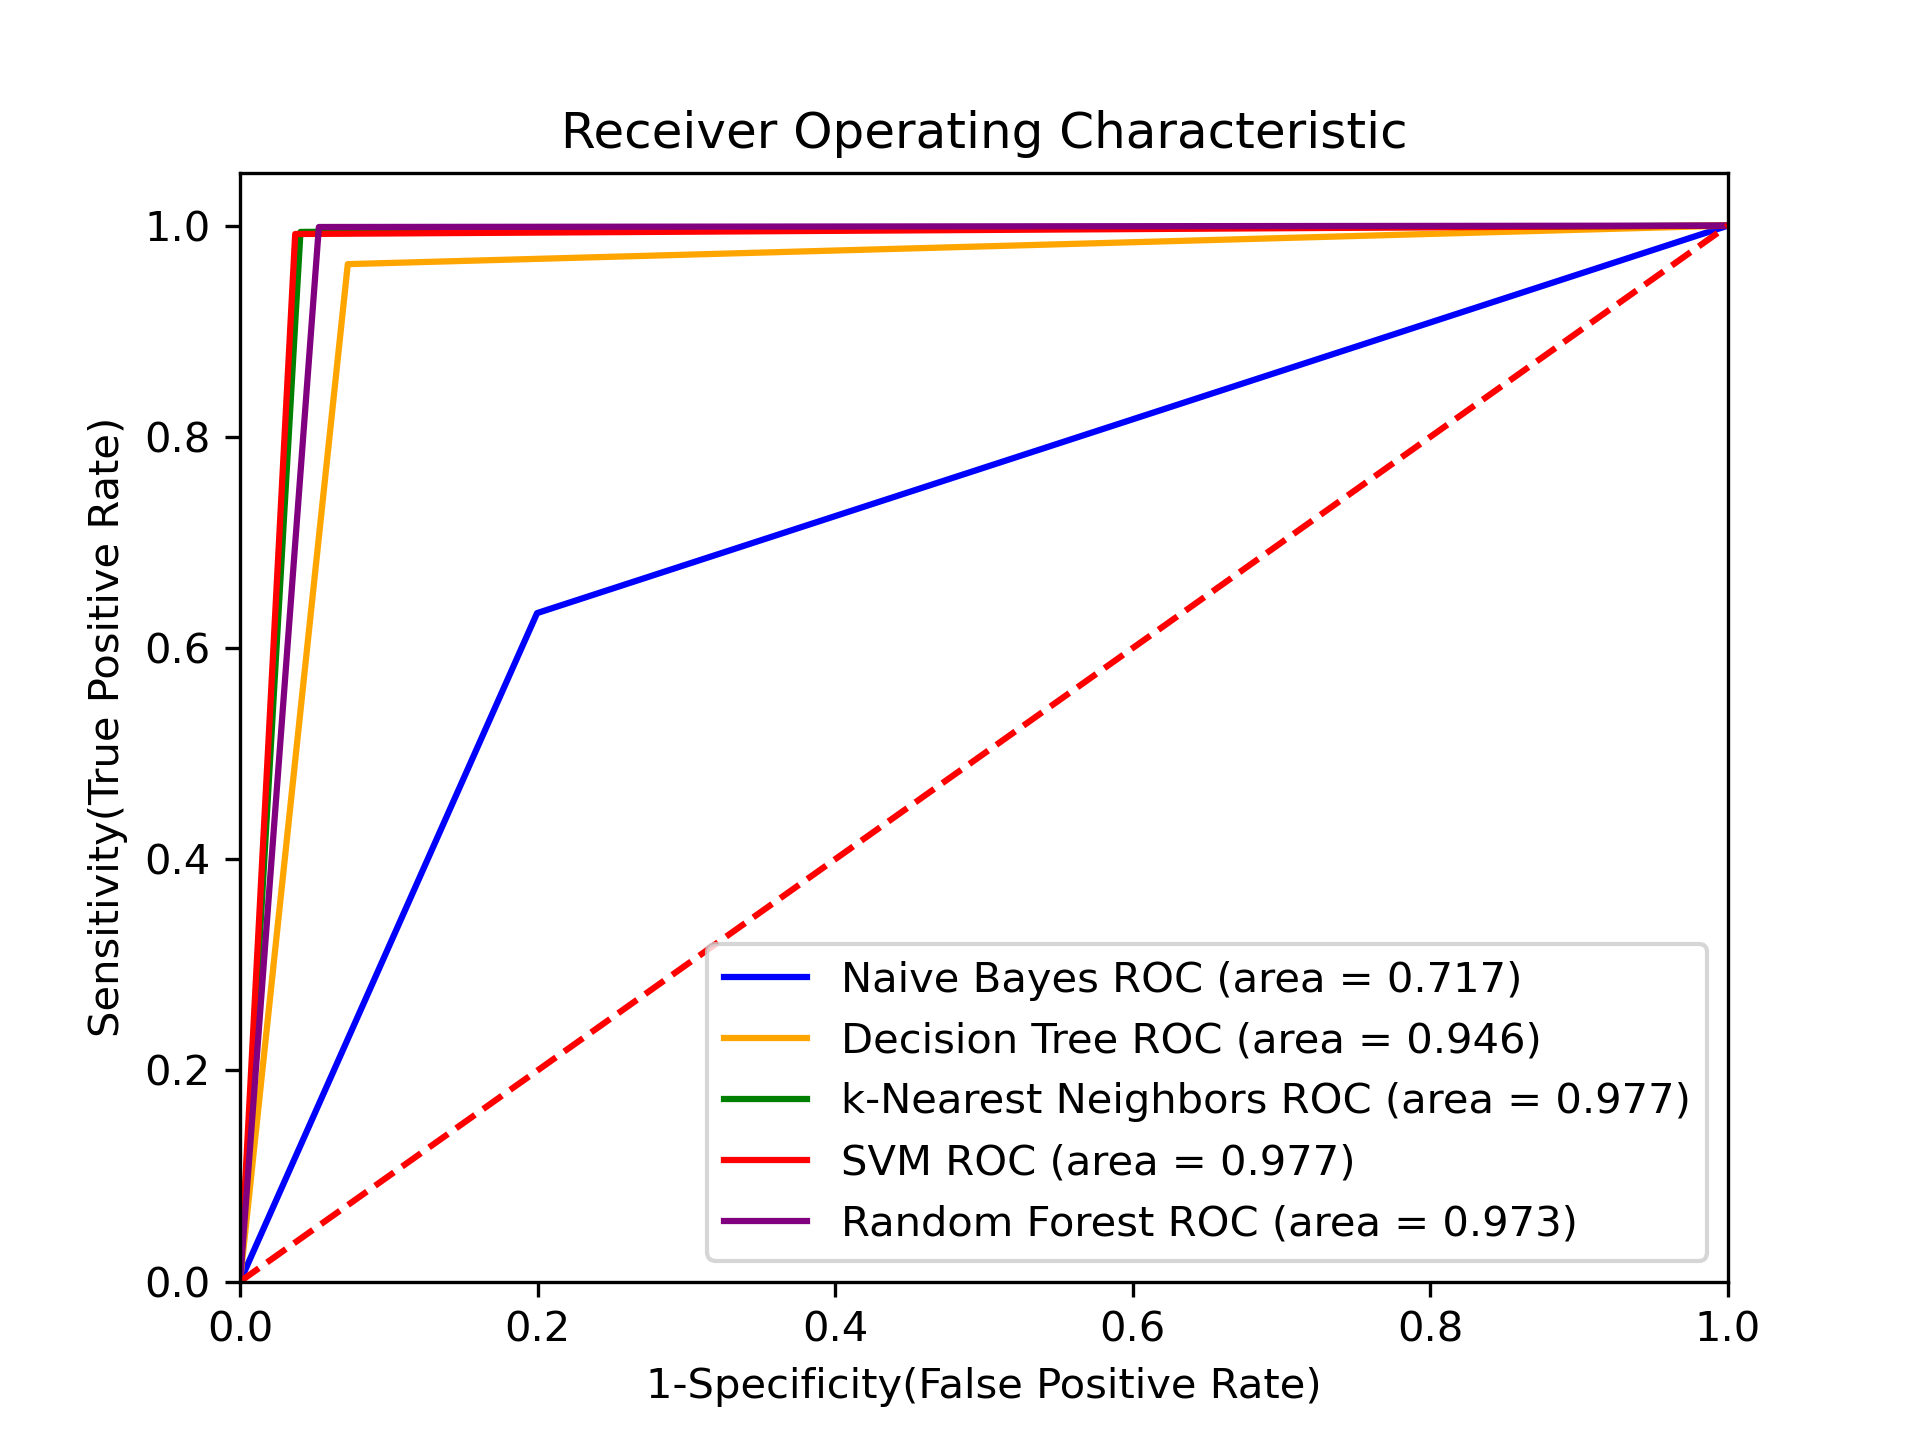 Receiver Operating Characteristic
1.0
0.8
0.6
0.4
0.2
0.0
Sensitivity(True Positive Rate)
Naive Bayes ROC (area = 0.717)
Decision Tree ROC (area = 0.946)
k-Nearest Neighbors ROC (area = 0.977)
SVM ROC (area = 0.977)
Random Forest ROC (area = 0.973)
0.0 0.2 0.4 0.6 0.8 1.0
1-Specificity(False Positive Rate)